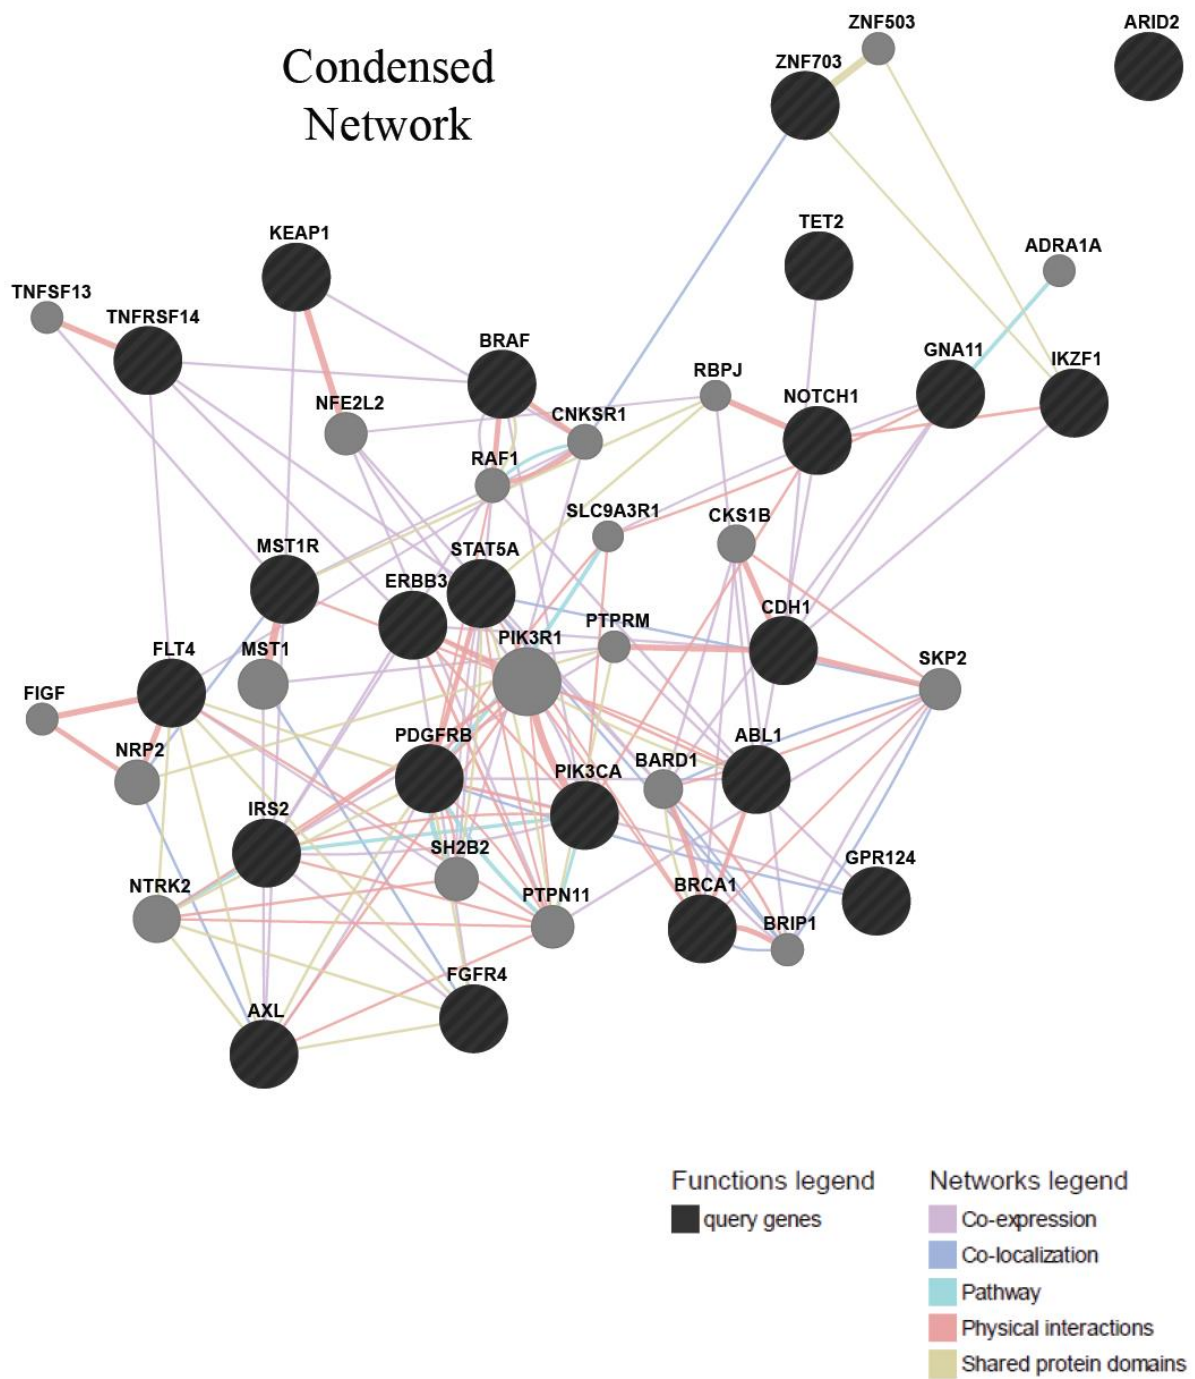 Condensed
Network
ZNF503
ARID2
ZNF703
TET2
KEAP1
ADRA1A
TNFSF13
TNFRSF14
BRAF
GNA11
IKZF1
RBPJ
NFE2L2
CNKSR1
NOTCH1
RAF1
SLC9A3R1
CKS1B
MST1R
STAT5A
ERBB3
CDH1
PTPRM
PIK3R1
FLT4
MST1
SKP2
FIGF
PDGFRB
ABL1
NRP2
BARD1
PIK3CA
IRS2
SH2B2
GPR124
NTRK2
PTPN11
BRCA1
BRIP1
FGFR4
AXL
Functions legend
query genes
Networks legend
Co-expression
Co-localization
Pathway
Physical interactions
Shared protein domains